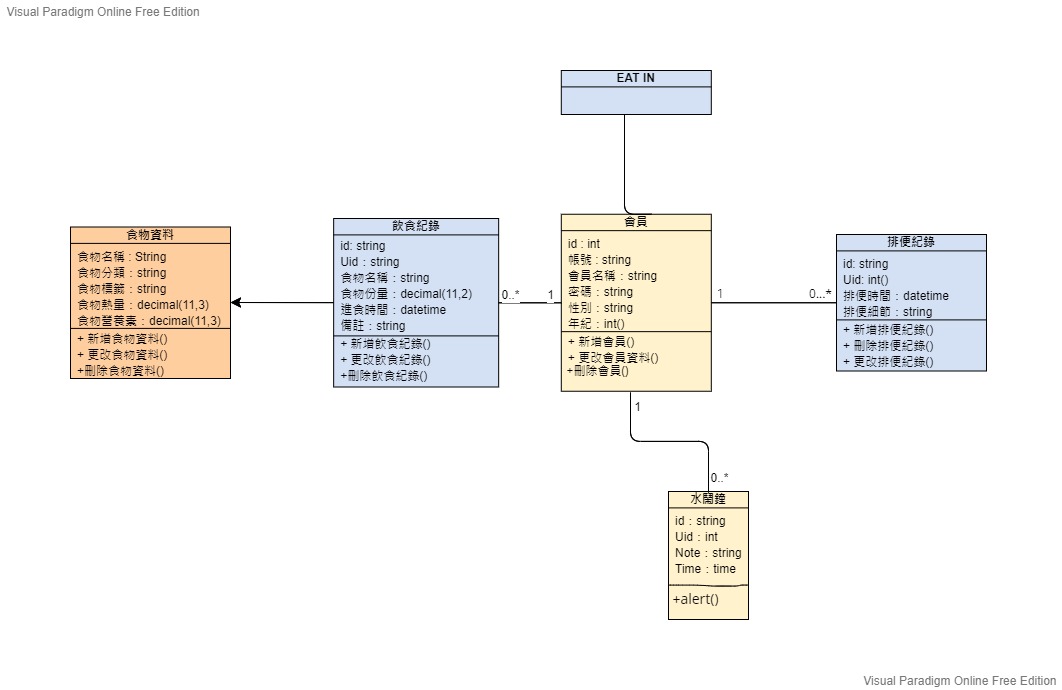 Visual Paradigm Online Free Edition
EAT IN
食物資料
食物名稱：String
食物分類：string
食物標籤：string
食物熱量：decimal(11,3)
食物營養素：decimal(11,3)
+ 新增食物資料()
+ 更改食物資料()
+刪除食物資料()
飲食紀錄
id: string
Uid：string
食物名稱：string
食物份量：decimal(11,2)
進食時間：datetime
備註：string
+ 新增飲食紀錄()
+ 更改飲食紀錄()
+刪除飲食紀錄()
0..*
1
會員
id : int
帳號：string
會員名稱：string
密碼：string
性別：string
年紀：int()
+ 新增會員()
+ 更改會員資料()
+刪除會員()
1
0...*
排便紀錄
id: string
Uid: int()
排便時間：datetime
排便細節：string
+ 新增排便紀錄()
+ 刪除排便紀錄()
+ 更改排便紀錄()
1
0..*
水鬧鐘
id：string
Uid：int
Note：string
Time：time
+alert()
Visual Paradigm Online Free Edition